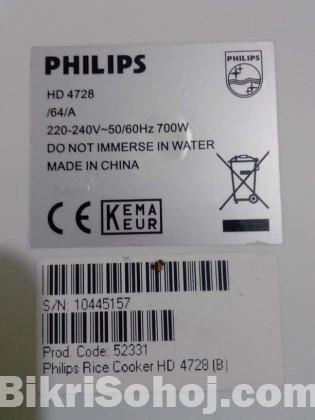 PHILIPS
PHILIPS
HD 4728
/64/A
220-240V~50/60Hz 700W
DO NOT IMMERSE IN WATER
MADE IN CHINA
CE KEMA
KEUR
S/N: 10445157
Prod. Code: 52331
Philips Rice Cooker HD 4728 (B)
BikriSohoj.com